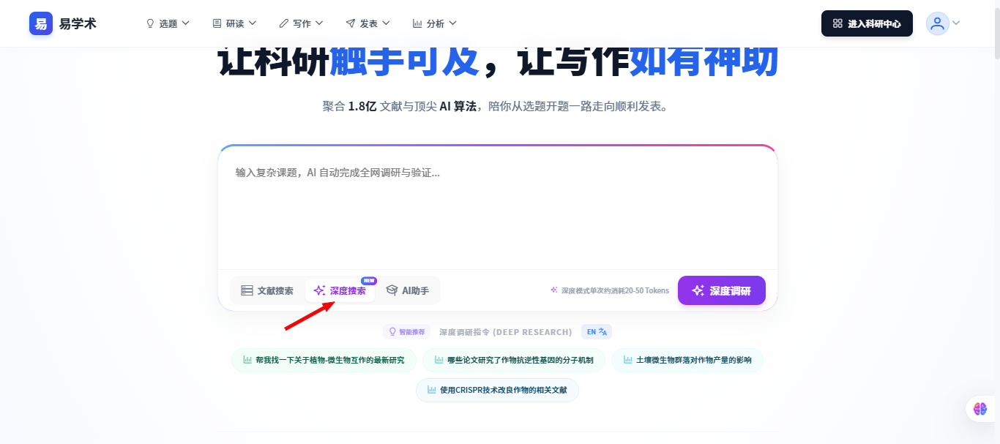 易 易学术 选题 研读 写作 发表 分析 进入科研中心
让科研触手可及，让写作如有神助
聚合 1.8亿 文献与顶尖 AI 算法，陪你从选题开题一路走向顺利发表。
输入复杂课题，AI 自动完成全网调研与验证...
NEW
文献搜索 深度搜索 AI助手 深度模式单次约消耗20-50 Tokens 深度调研
智能推荐 深度调研指令 (DEEP RESEARCH) EN
帮我找一下关于植物-微生物互作的最新研究 哪些论文研究了作物抗逆性基因的分子机制 土壤微生物群落对作物产量的影响
使用CRISPR技术改良作物的相关文献